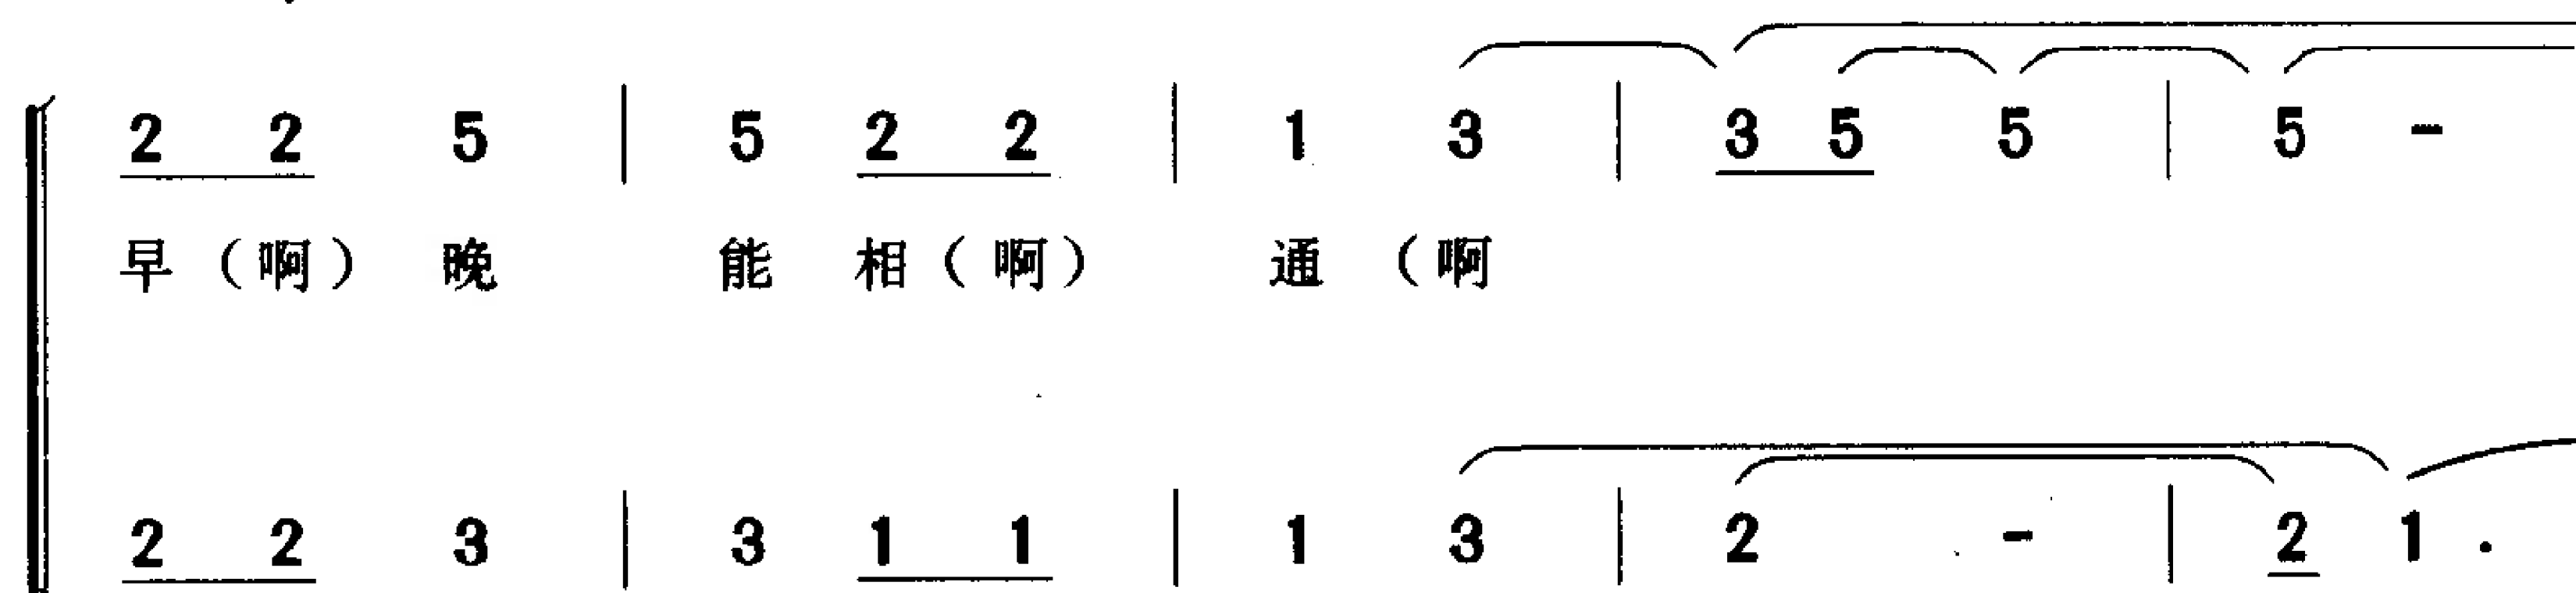 2 2 5 | 5 2 2 | 1 3 | 3 5 5 | 5 -
早（啊）晚 能 相（啊） 通（啊
2 2 3 | 3 1 1 | 1 3 | 2 - | 2 1 .